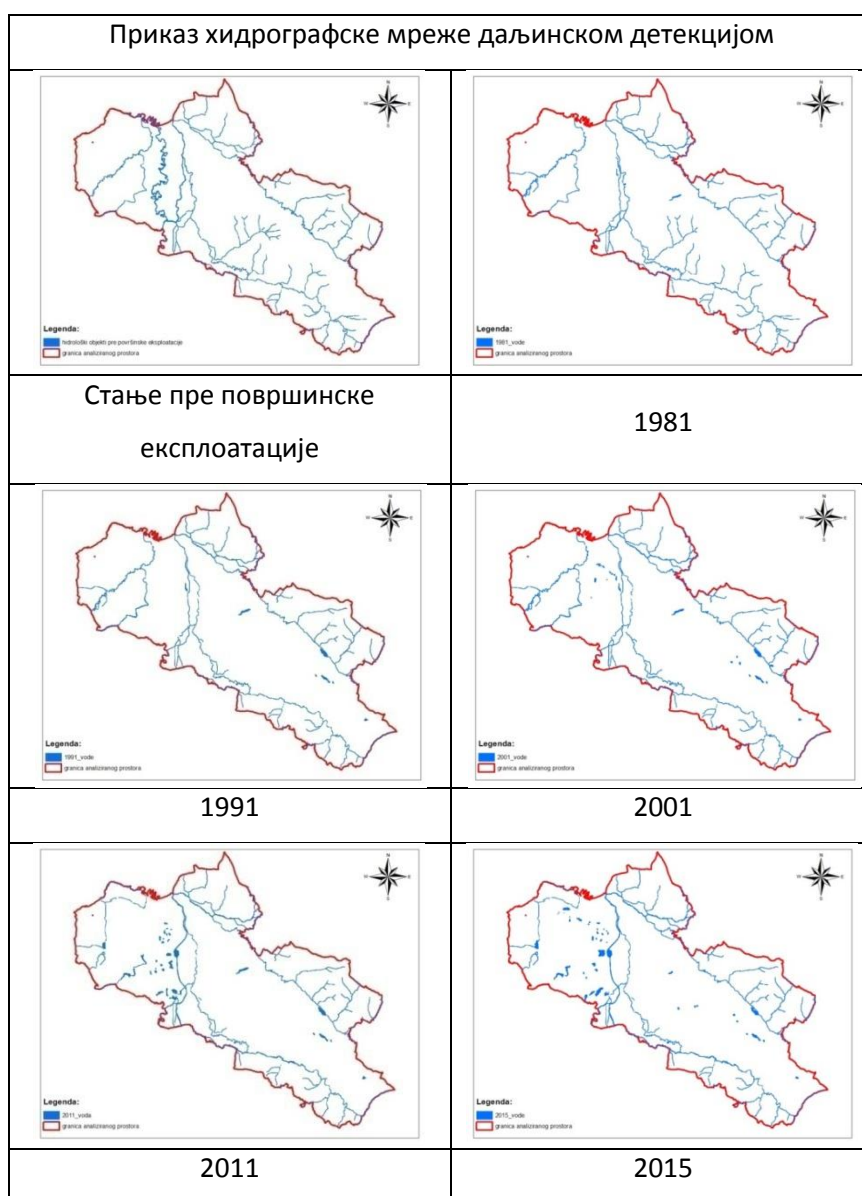 Приказ хидрографске мреже даљинском детекцијом
N
W
E
S
Legenda:
hidrološki objekti pre površinske eksploatacije
granica analiziranog prostora
N
W
E
S
Legenda:
1981_vode
granica analiziranog prostora
Стање пре површинске
експлоатације
1981
N
W
E
S
Legenda:
1991_vode
granica analiziranog prostora
N
W
E
S
Legenda:
2001_vode
granica analiziranog prostora
1991
2001
N
W
E
S
Legenda:
2011_voda
granica analiziranog prostora
N
W
E
S
Legenda:
2015_vode
granica analiziranog prostora
2011
2015